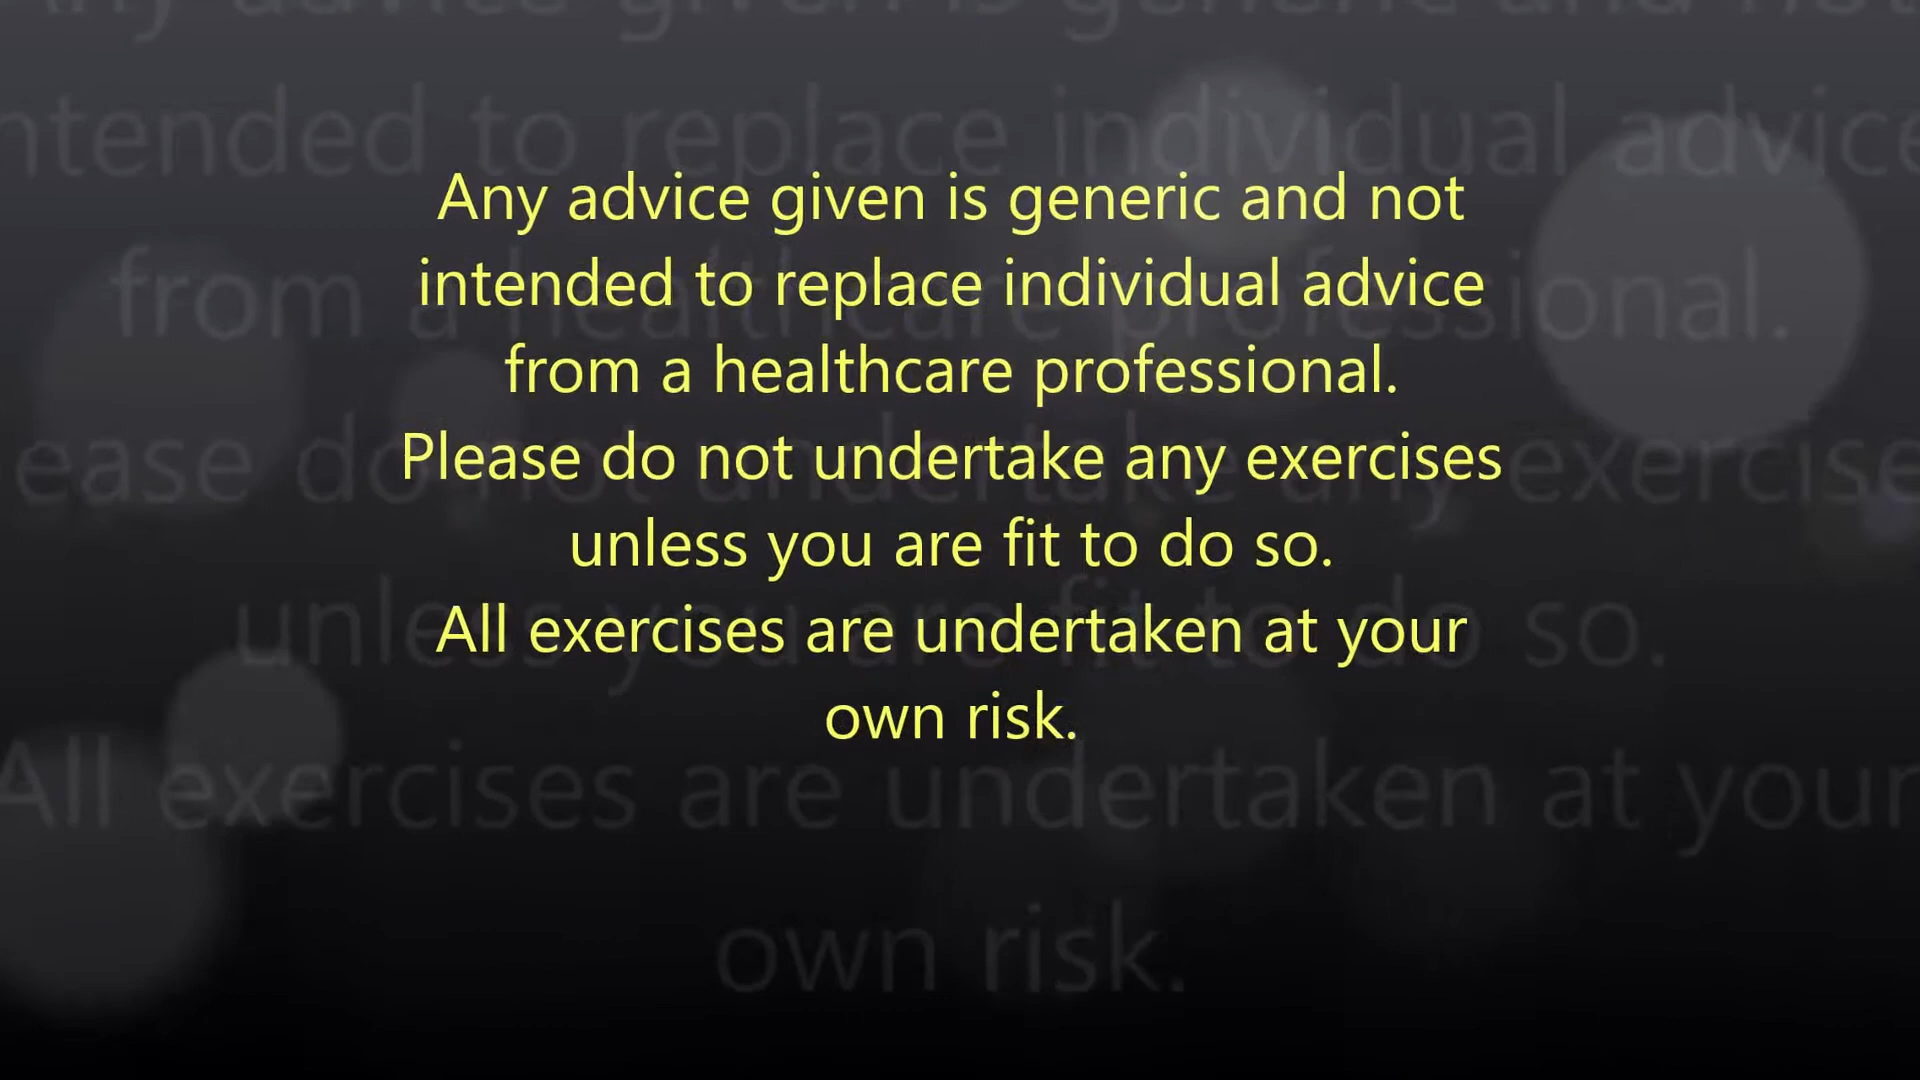 Any advice given is generic and not
intended to replace individual advice
from a healthcare professional.
Please do not undertake any exercises
unless you are fit to do so.
All exercises are undertaken at your
own risk.